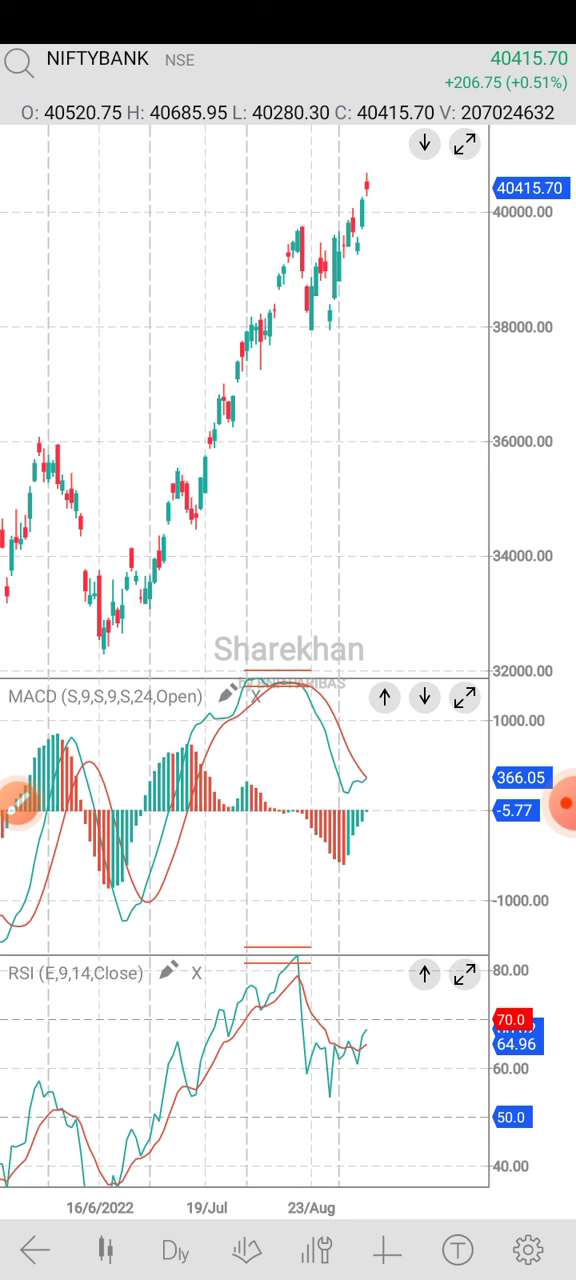 NIFTYBANK NSE 40415.70
+206.75 (+0.51%)
O: 40520.75 H: 40685.95 L: 40280.30 C: 40415.70 V: 207024632
40415.70
40000.00
38000.00
36000.00
34000.00
Sharekhan
32000.00
MACD (S,9,S,9,S,24,Open) X
1000.00
366.05
-5.77
-1000.00
RSI (E,9,14,Close) X
80.00
70.0
64.96
60.00
50.0
40.00
16/6/2022 19/Jul 23/Aug
Dly T